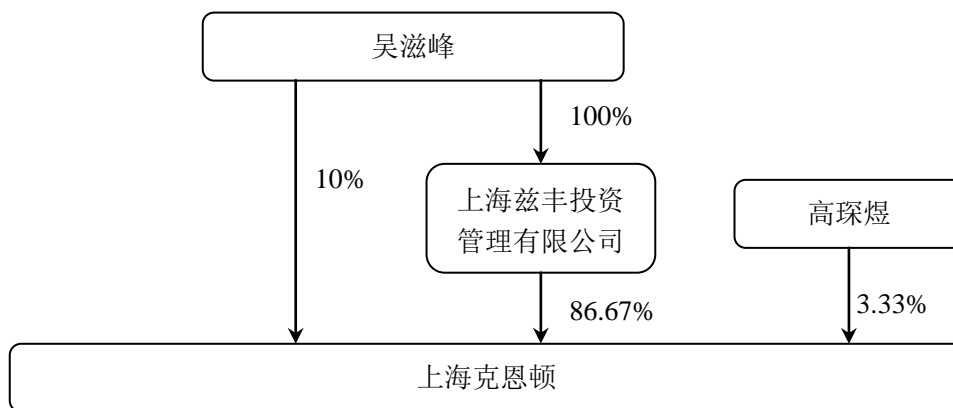 吴滋峰
100%
10%
上海兹丰投资
管理有限公司
高琛煜
86.67%
3.33%
上海克恩顿